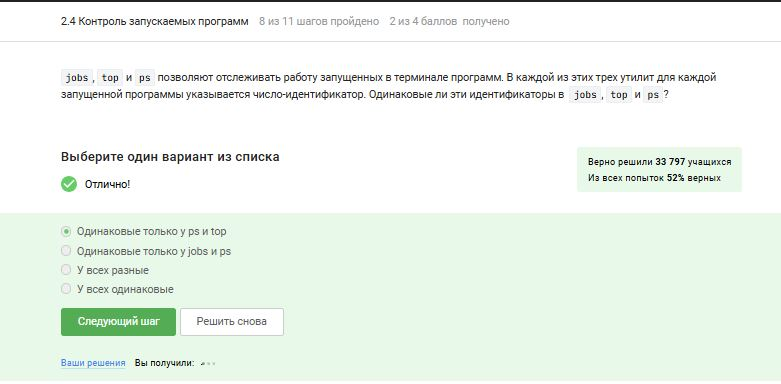 2.4 Контроль запускаемых программ 8 из 11 шагов пройдено 2 из 4 баллов получено
jobs, top и ps позволяют отслеживать работу запущенных в терминале программ. В каждой из этих трех утилит для каждой
запущенной программы указывается число-идентификатор. Одинаковые ли эти идентификаторы в jobs, top и ps?
Выберите один вариант из списка
Отлично!
Верно решили 33 797 учащихся
Из всех попыток 52% верных
Одинаковые только у ps и top
Одинаковые только у jobs и ps
У всех разные
У всех одинаковые
Следующий шаг Решить снова
Ваши решения Вы получили: